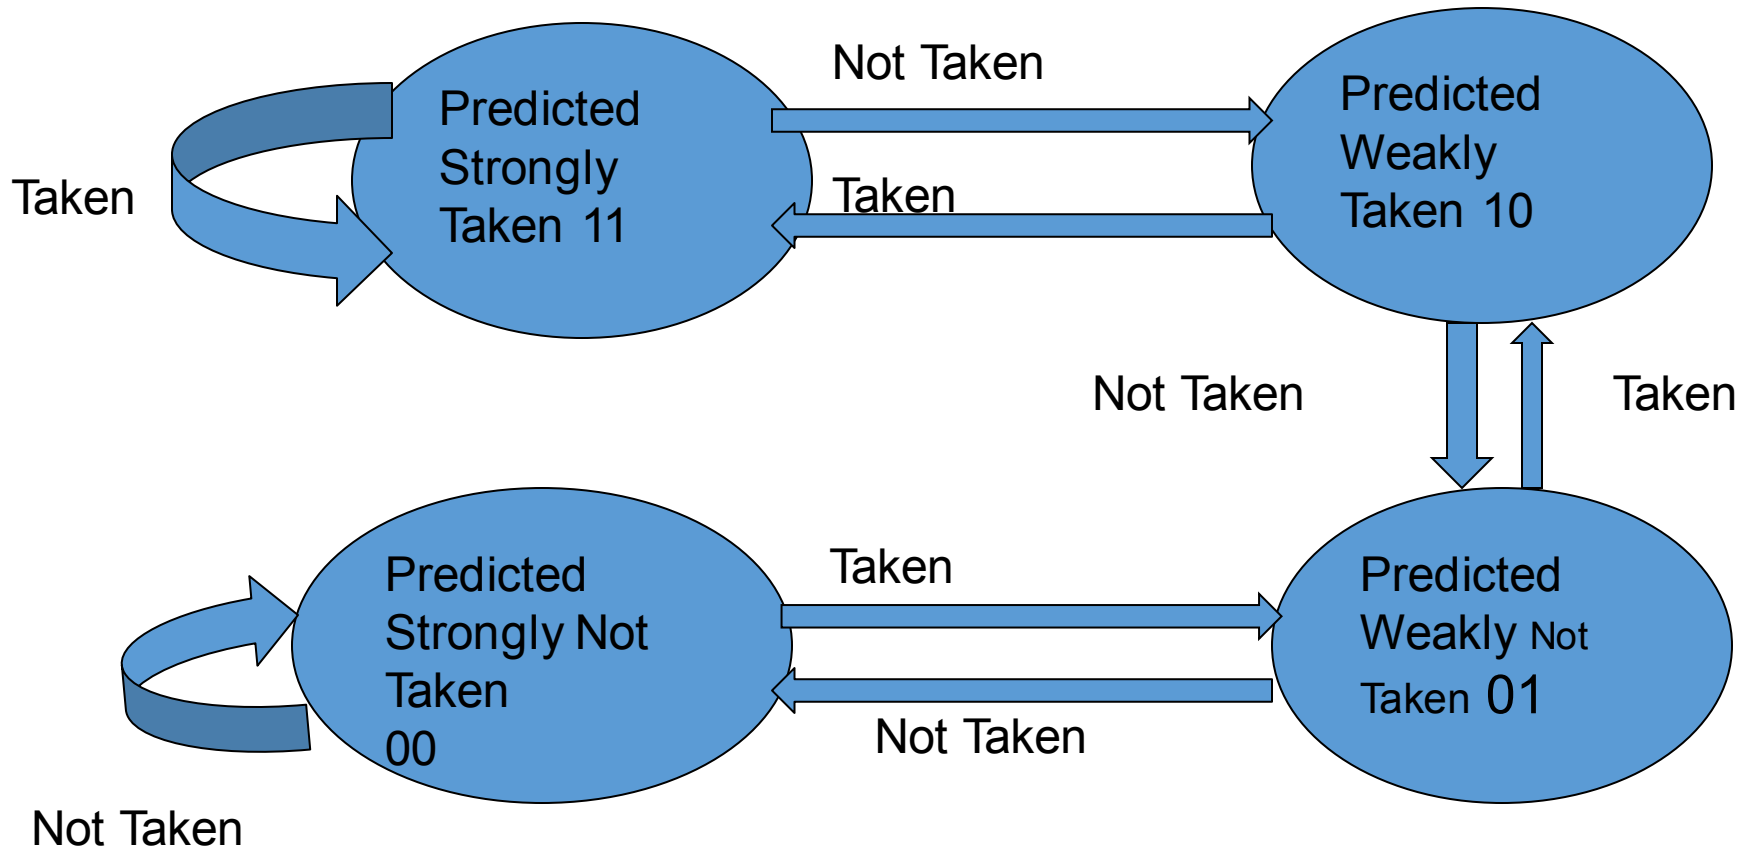 Not Taken
Predicted
Strongly
Taken 11
Predicted
Weakly
Taken 10
Taken
Taken
Not Taken
Taken
Predicted
Strongly Not
Taken
00
Taken
Predicted
Weakly Not
Taken 01
Not Taken
Not Taken